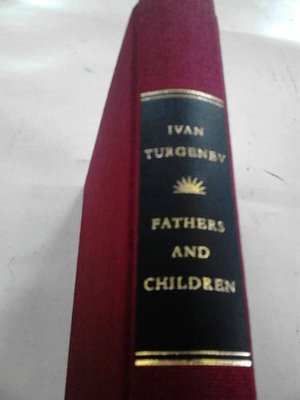 IVAN
TURGENEV
FATHERS
AND
CHILDREN